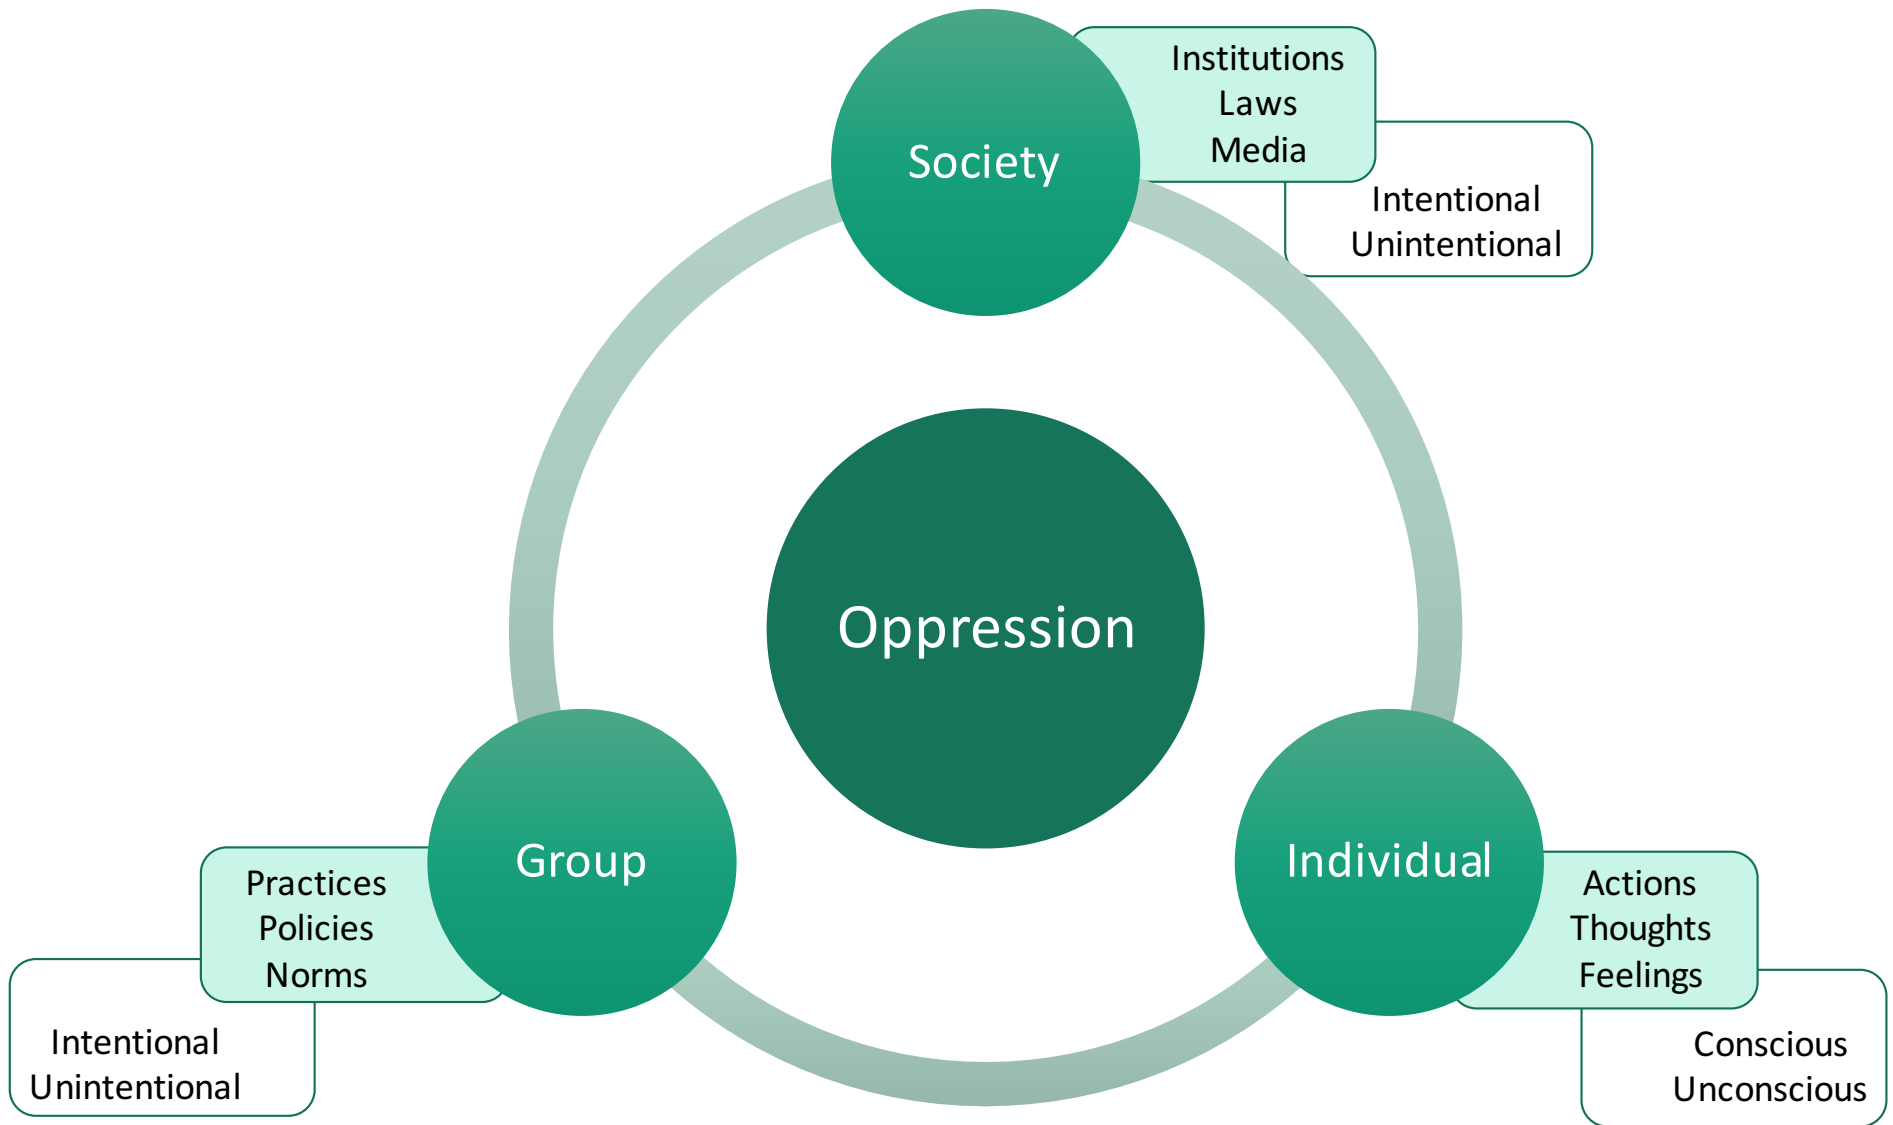 Society
Institutions
Laws
Media
Intentional
Unintentional
Oppression
Group
Practices
Policies
Norms
Intentional
Unintentional
Individual
Actions
Thoughts
Feelings
Conscious
Unconscious